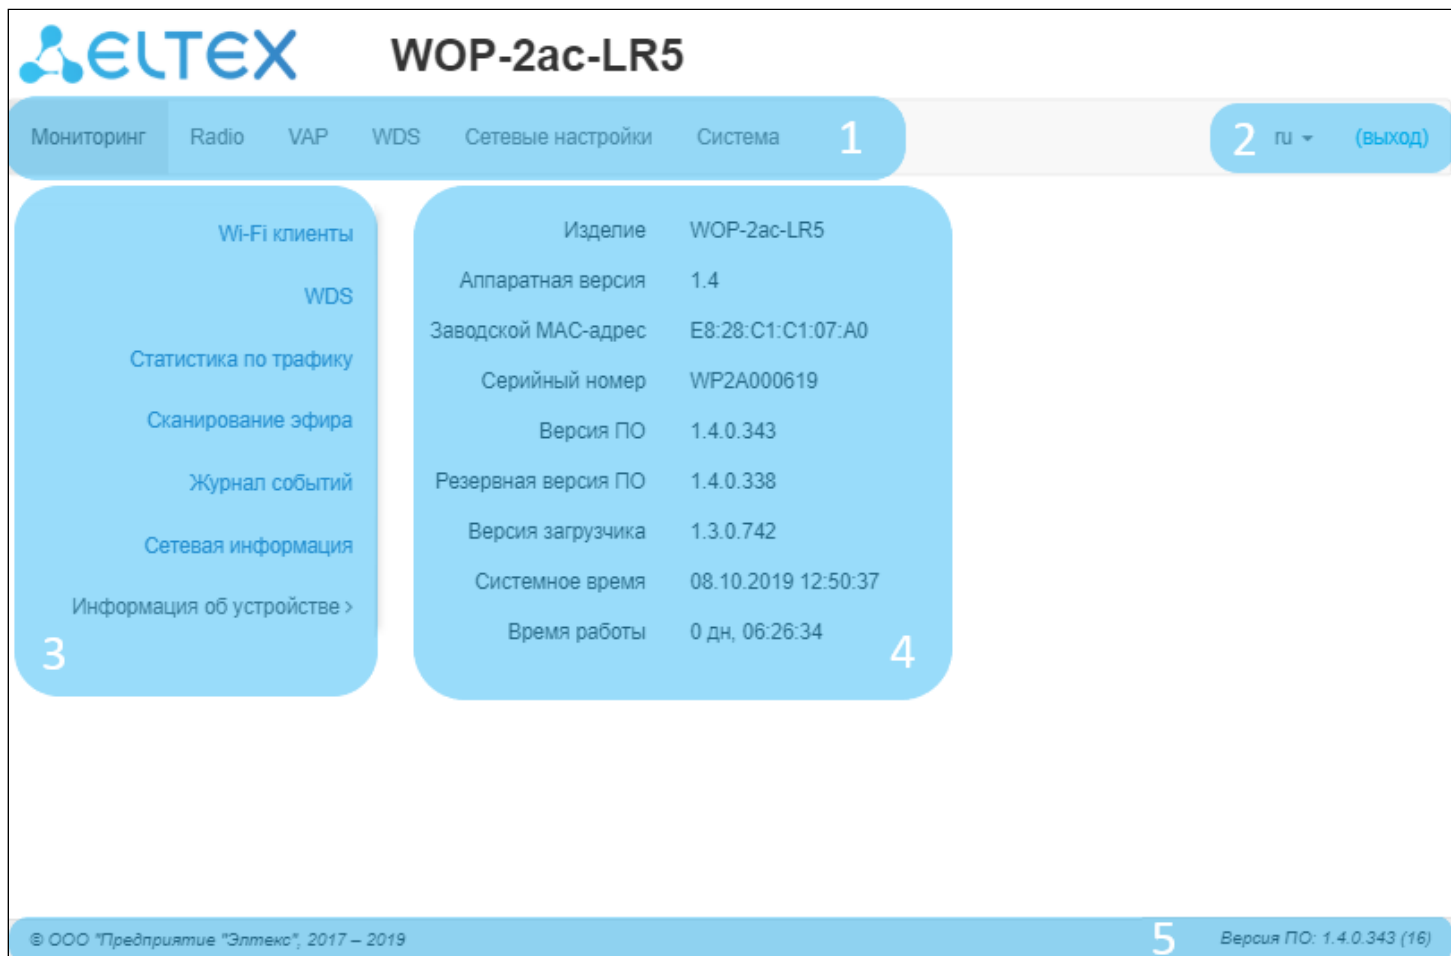 ELTEX WOP-2ac-LR5
Мониторинг Radio VAP WDS Сетевые настройки Система 1 2 ru (выход)
Wi-Fi клиенты
WDS
Статистика по трафику
Сканирование эфира
Журнал событий
Сетевая информация
Информация об устройстве >
3
Изделие WOP-2ac-LR5
Аппаратная версия 1.4
Заводской MAC-адрес E8:28:C1:C1:07:A0
Серийный номер WP2A000619
Версия ПО 1.4.0.343
Резервная версия ПО 1.4.0.338
Версия загрузчика 1.3.0.742
Системное время 08.10.2019 12:50:37
Время работы 0 дн, 06:26:34
4
© ООО "Предприятие "Элтекс", 2017 – 2019 5 Версия ПО: 1.4.0.343 (16)